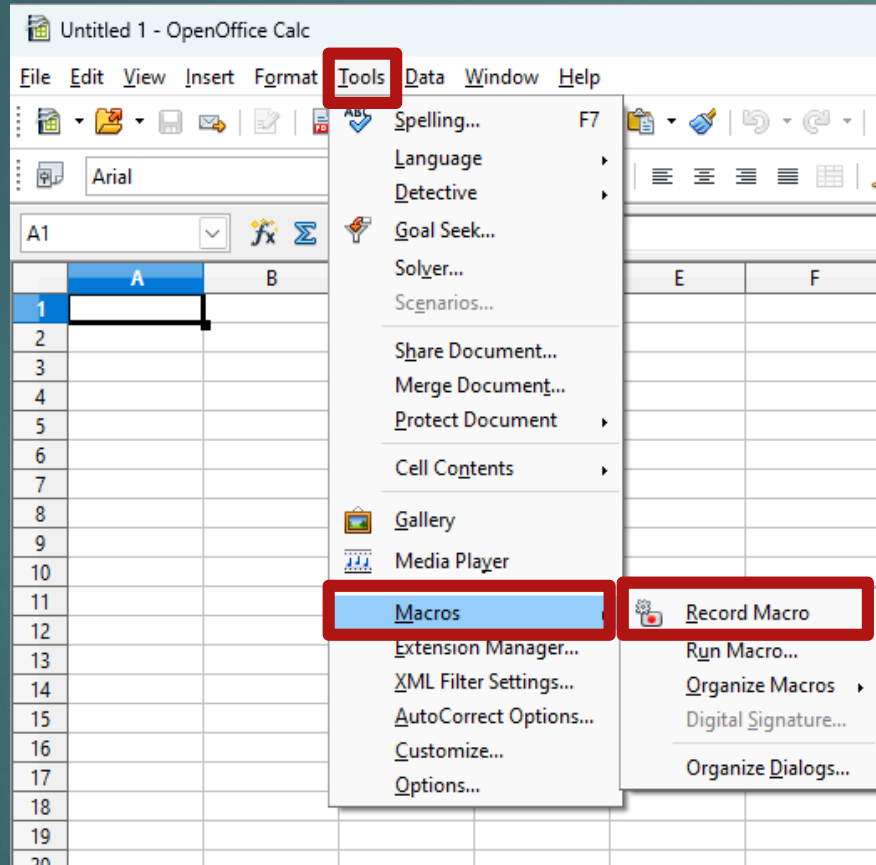 Untitled 1 - OpenOffice Calc
File Edit View Insert Format Tools Data Window Help
ABC
Spelling... F7
Arial
Language
Detective
A1
Goal Seek...
Solver...
Scenarios...
Share Document...
Merge Document...
Protect Document
Cell Contents
Gallery
Media Player
Macros
Extension Manager...
XML Filter Settings...
AutoCorrect Options...
Customize...
Options...
Record Macro
Run Macro...
Organize Macros
Digital Signature...
Organize Dialogs...
A B E F
1
2
3
4
5
6
7
8
9
10
11
12
13
14
15
16
17
18
19
20